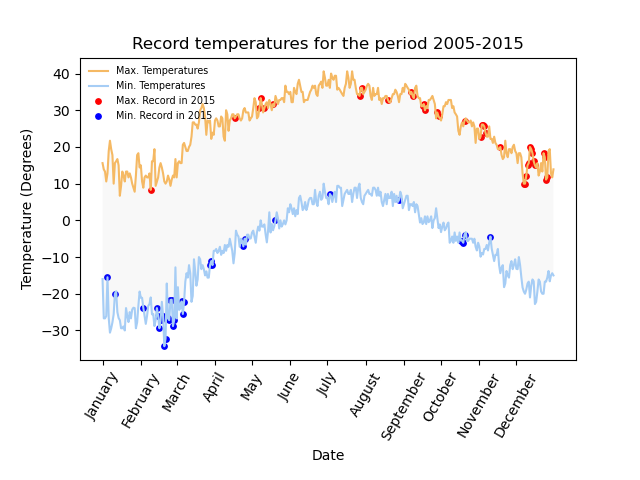 Record temperatures for the period 2005-2015
Max. Temperatures
Min. Temperatures
Max. Record in 2015
Min. Record in 2015
Temperature (Degrees)
40
30
20
10
0
−10
−20
−30
January
February
March
April
May
June
July
August
September
October
November
December
Date